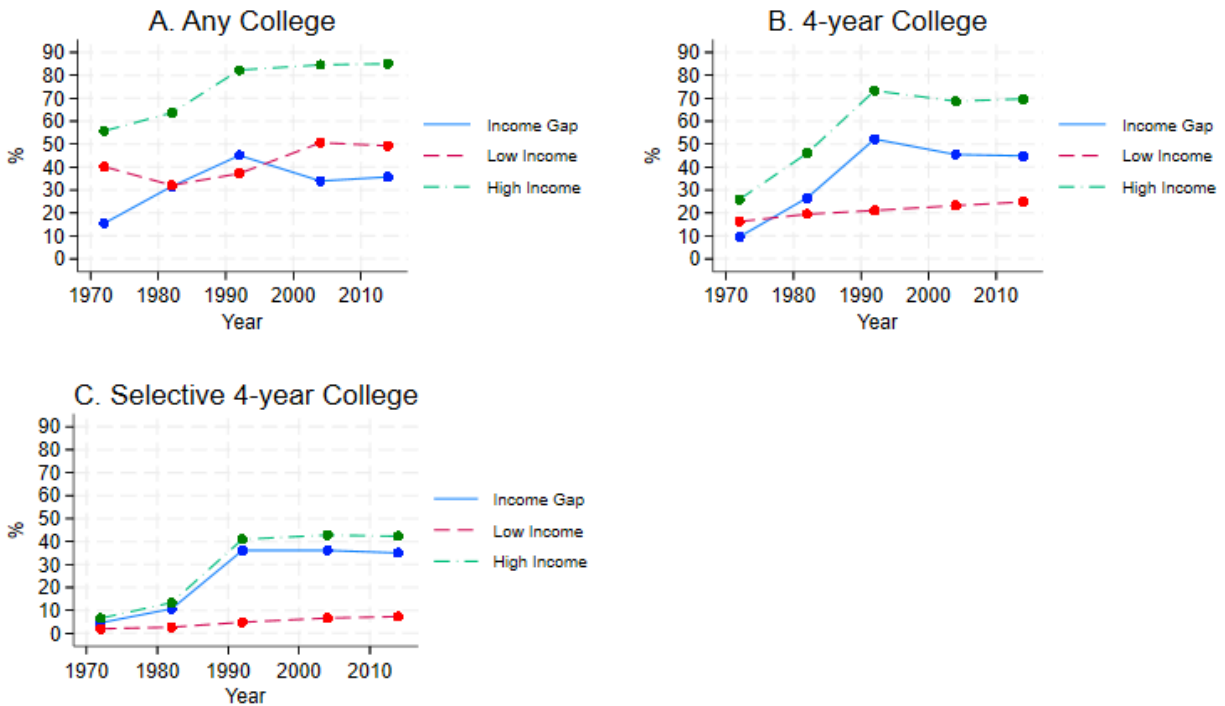 A. Any College
90
80
70
60
50
40
30
20
10
0
%
1970 1980 1990 2000 2010
Year
Income Gap
Low Income
High Income
B. 4-year College
90
80
70
60
50
40
30
20
10
0
%
1970 1980 1990 2000 2010
Year
Income Gap
Low Income
High Income
C. Selective 4-year College
90
80
70
60
50
40
30
20
10
0
%
1970 1980 1990 2000 2010
Year
Income Gap
Low Income
High Income